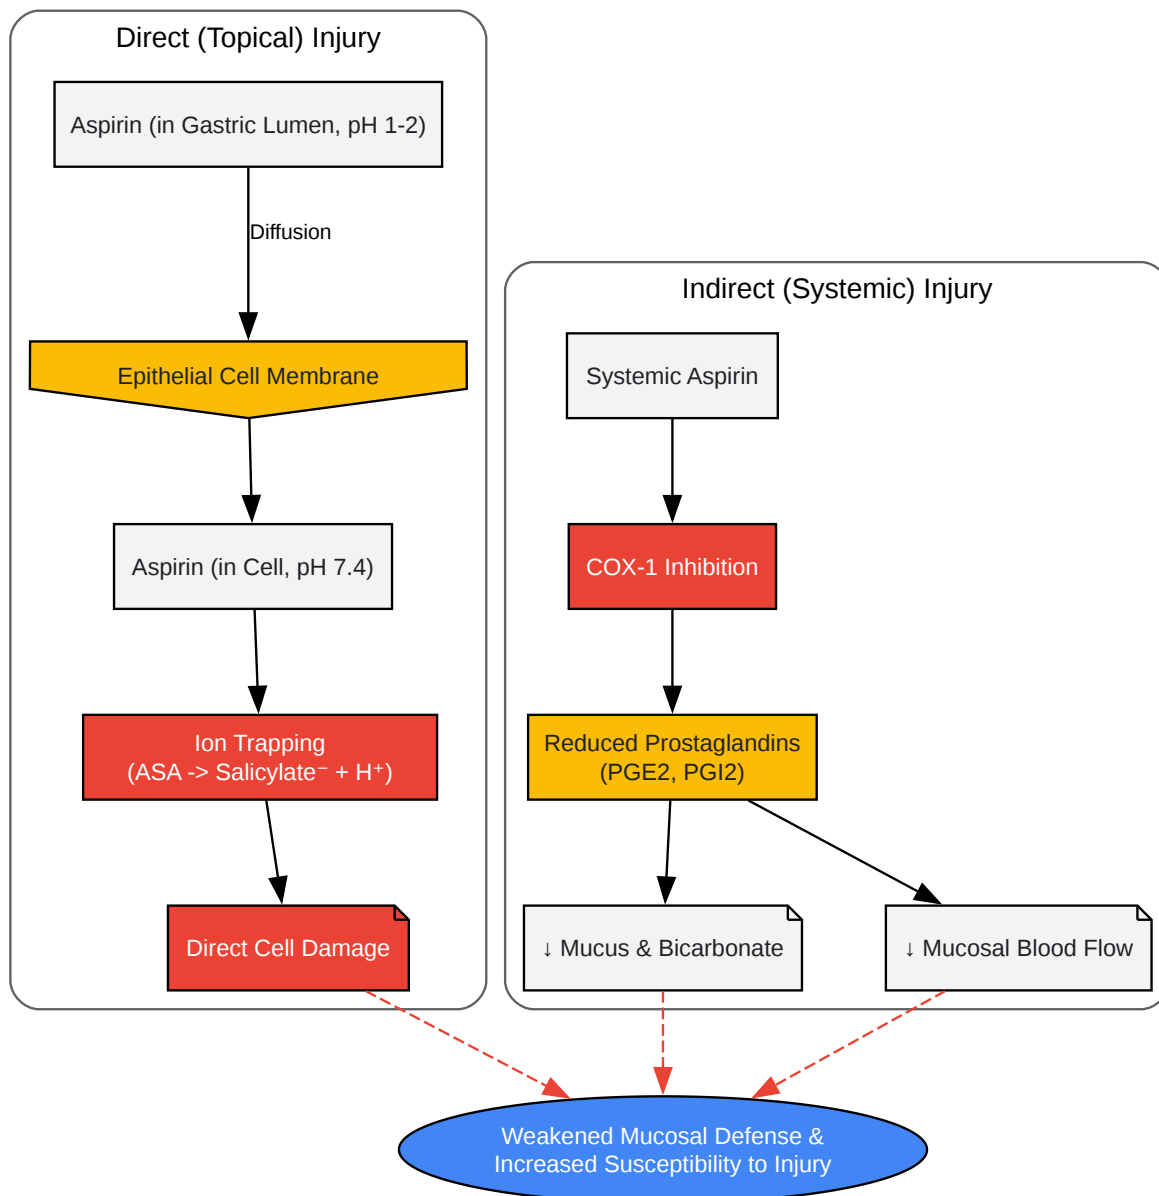 Direct (Topical) Injury
Aspirin (in Gastric Lumen, pH 1-2)
Diffusion
Epithelial Cell Membrane
Aspirin (in Cell, pH 7.4)
Ion Trapping
(ASA -> Salicylate⁻ + H⁺)
Direct Cell Damage
Indirect (Systemic) Injury
Systemic Aspirin
COX-1 Inhibition
Reduced Prostaglandins
(PGE2, PGI2)
↓ Mucus & Bicarbonate
↓ Mucosal Blood Flow
Weakened Mucosal Defense &
Increased Susceptibility to Injury